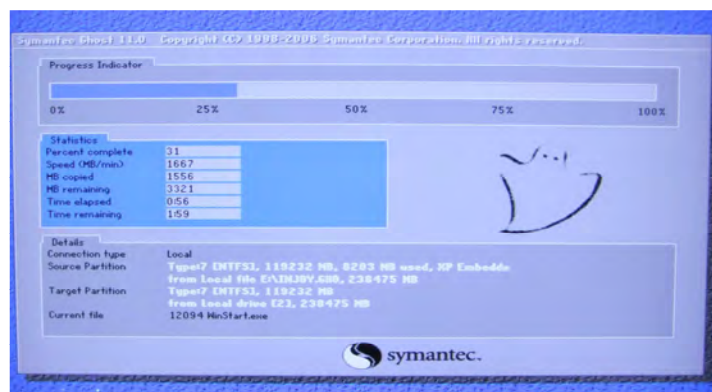 Symantec Ghost 11.0 Copyright (C) 1998-2006 Symantec Corporation. All rights reserved.
Progress Indicator
0% 25% 50% 75% 100%
Statistics
Percent complete 31
Speed (MB/min) 1667
MB copied 1556
MB remaining 3321
Time elapsed 0:56
Time remaining 1:59
Details
Connection type Local
Source Partition Type:7 [NTFS], 119232 MB, 8203 MB used, XP Embedde
from Local file E:\INJOY.GHO, 238475 MB
Target Partition Type:7 [NTFS], 119232 MB
from Local drive [2], 238475 MB
Current file 12094 WinStart.exe
symantec.